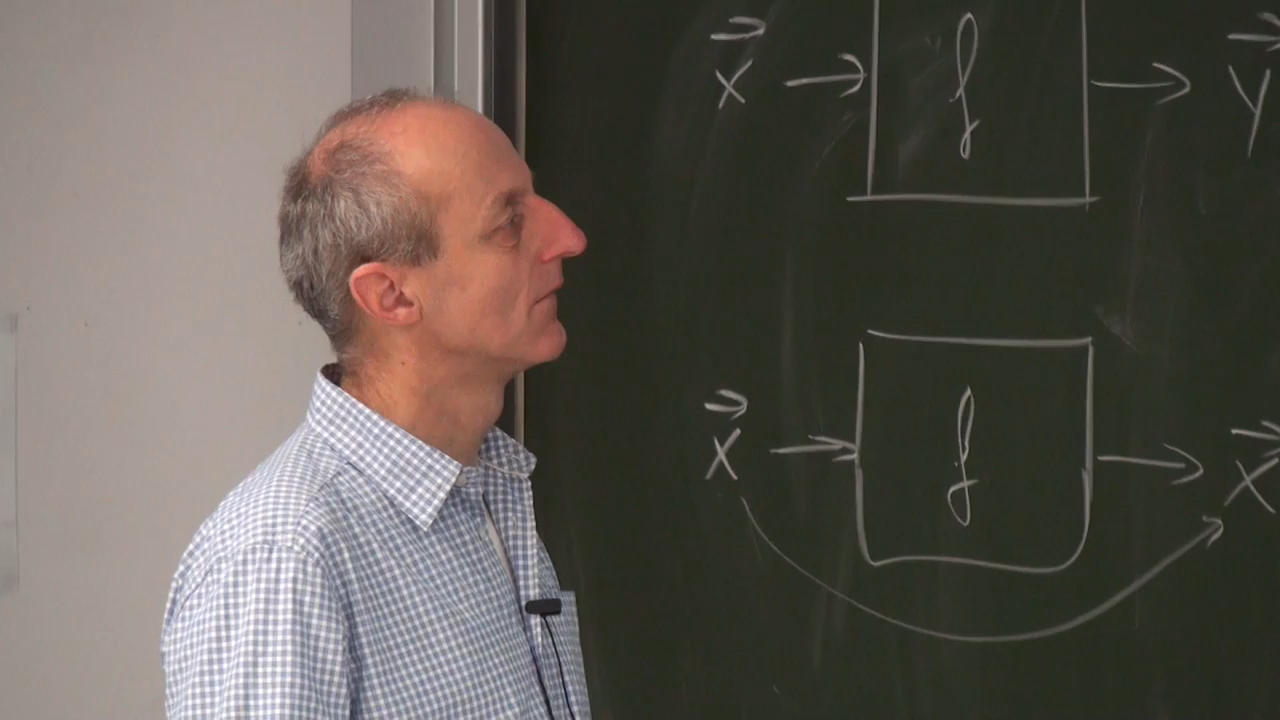 x⃗ → f → y⃗
x⃗ → f → x⃗